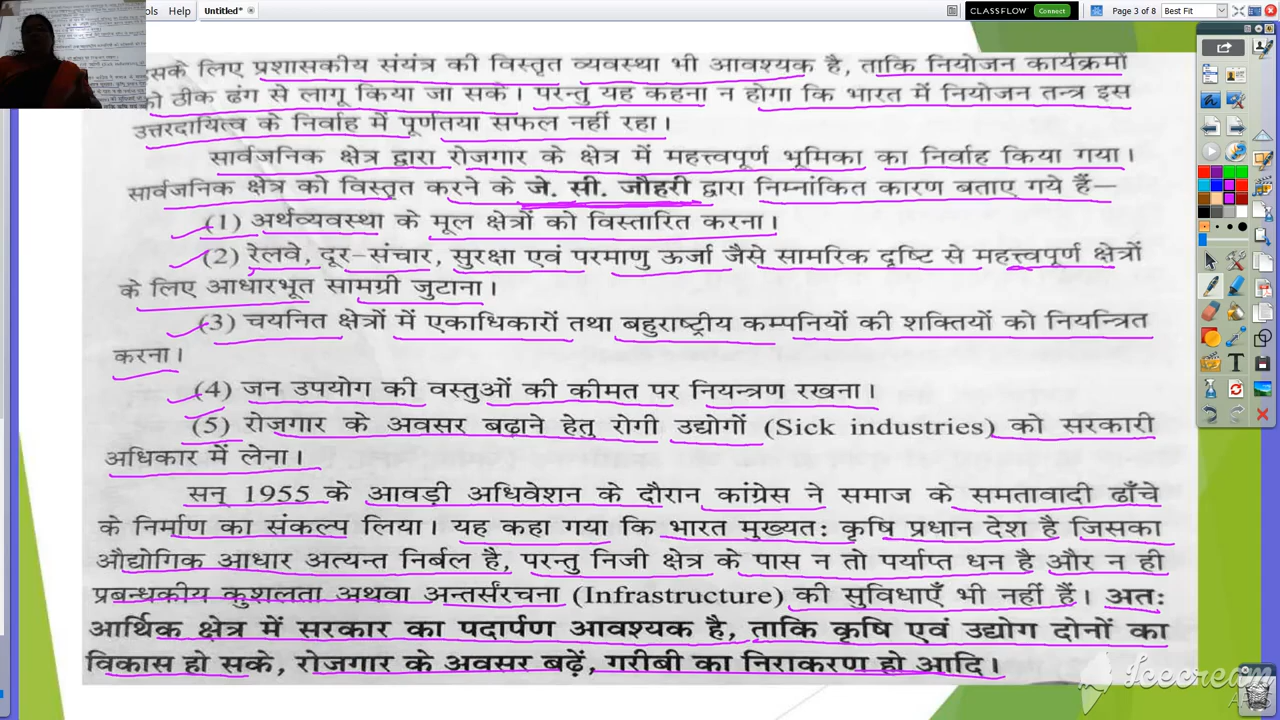 ols Help Untitled* CLASSFLOW Connect Page 3 of 8 Best Fit
सके लिए प्रशासकीय संयंत्र की विस्तृत व्यवस्था भी आवश्यक है, ताकि नियोजन कार्यक्रमों
को ठीक ढंग से लागू किया जा सके। परन्तु यह कहना न होगा कि भारत में नियोजन तन्त्र इस
उत्तरदायित्व के निर्वाह में पूर्णतया सफल नहीं रहा।
सार्वजनिक क्षेत्र द्वारा रोजगार के क्षेत्र में महत्त्वपूर्ण भूमिका का निर्वाह किया गया।
सार्वजनिक क्षेत्र को विस्तृत करने के जे. सी. जौहरी द्वारा निम्नांकित कारण बताए गये हैं–
(1) अर्थव्यवस्था के मूल क्षेत्रों को विस्तारित करना।
(2) रेलवे, दूर-संचार, सुरक्षा एवं परमाणु ऊर्जा जैसे सामरिक दृष्टि से महत्त्वपूर्ण क्षेत्रों
के लिए आधारभूत सामग्री जुटाना।
(3) चयनित क्षेत्रों में एकाधिकारों तथा बहुराष्ट्रीय कम्पनियों की शक्तियों को नियन्त्रित
करना।
(4) जन उपयोग की वस्तुओं की कीमत पर नियन्त्रण रखना।
(5) रोजगार के अवसर बढ़ाने हेतु रोगी उद्योगों (Sick industries) को सरकारी
अधिकार में लेना।
सन् 1955 के आवड़ी अधिवेशन के दौरान कांग्रेस ने समाज के समतावादी ढाँचे
के निर्माण का संकल्प लिया। यह कहा गया कि भारत मुख्यतः कृषि प्रधान देश है जिसका
औद्योगिक आधार अत्यन्त निर्बल है, परन्तु निजी क्षेत्र के पास न तो पर्याप्त धन है और न ही
प्रबन्धकीय कुशलता अथवा अन्तर्संरचना (Infrastructure) की सुविधाएँ भी नहीं हैं। अतः
आर्थिक क्षेत्र में सरकार का पदार्पण आवश्यक है, ताकि कृषि एवं उद्योग दोनों का
विकास हो सके, रोजगार के अवसर बढ़ें, गरीबी का निराकरण हो आदि।
Icecream
APPS